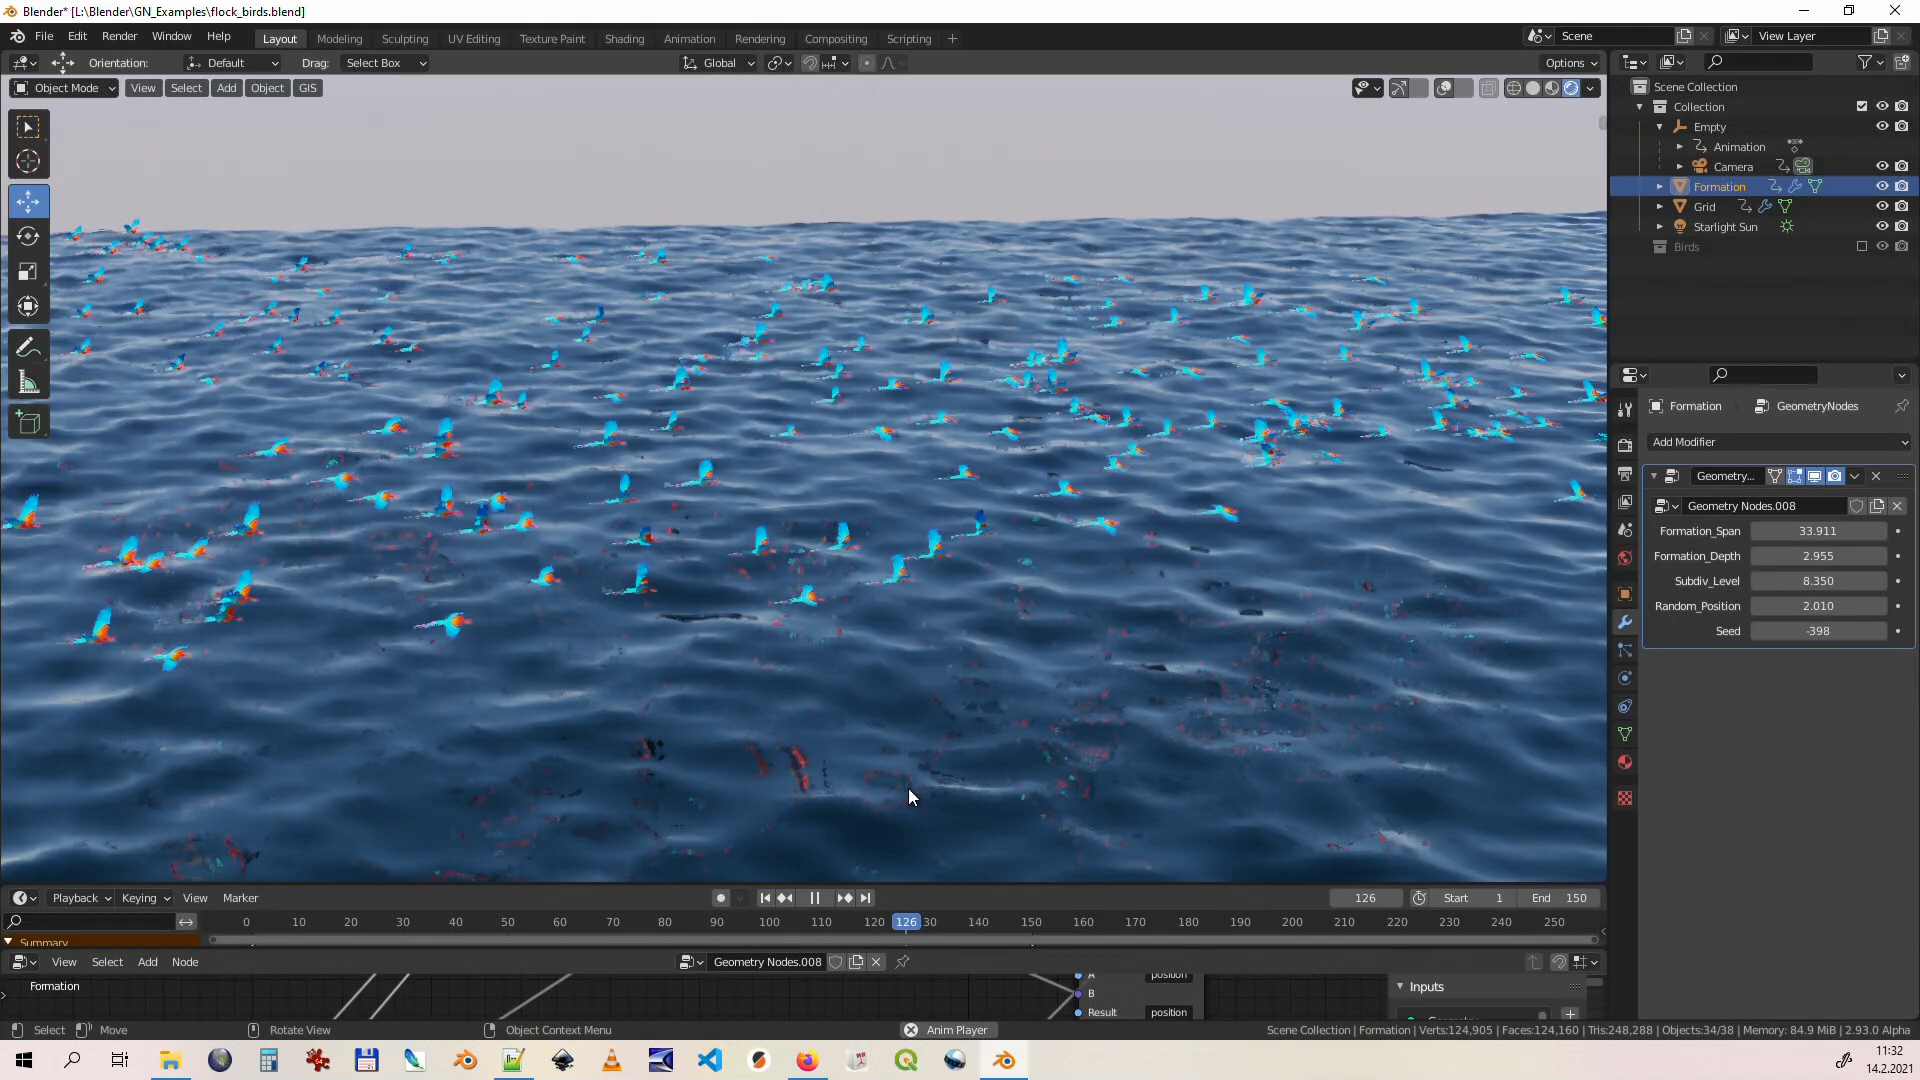 Blender* [L:\Blender\GN_Examples\flock_birds.blend]
File Edit Render Window Help Layout Modeling Sculpting UV Editing Texture Paint Shading Animation Rendering Compositing Scripting Scene View Layer
Orientation: Default Drag: Select Box Global Options
Object Mode View Select Add Object GIS
Scene Collection
Collection
Empty
Animation
Camera
Formation
Grid
Starlight Sun
Birds
Formation GeometryNodes
Add Modifier
Geometry...
Geometry Nodes.008
Formation_Span 33.911
Formation_Depth 2.955
Subdiv_Level 8.350
Random_Position 2.010
Seed -398
Playback Keying View Marker 126 Start 1 End 150
0 10 20 30 40 50 60 70 80 90 100 110 120 126 30 140 150 160 170 180 190 200 210 220 230 240 250
Summary
View Select Add Node Geometry Nodes.008
Formation
A position
B
Result position
Inputs
Select Move Rotate View Object Context Menu Anim Player Scene Collection | Formation | Verts:124,905 | Faces:124,160 | Tris:248,288 | Objects:34/38 | Memory: 84.9 MiB | 2.93.0 Alpha
11:32
14.2.2021